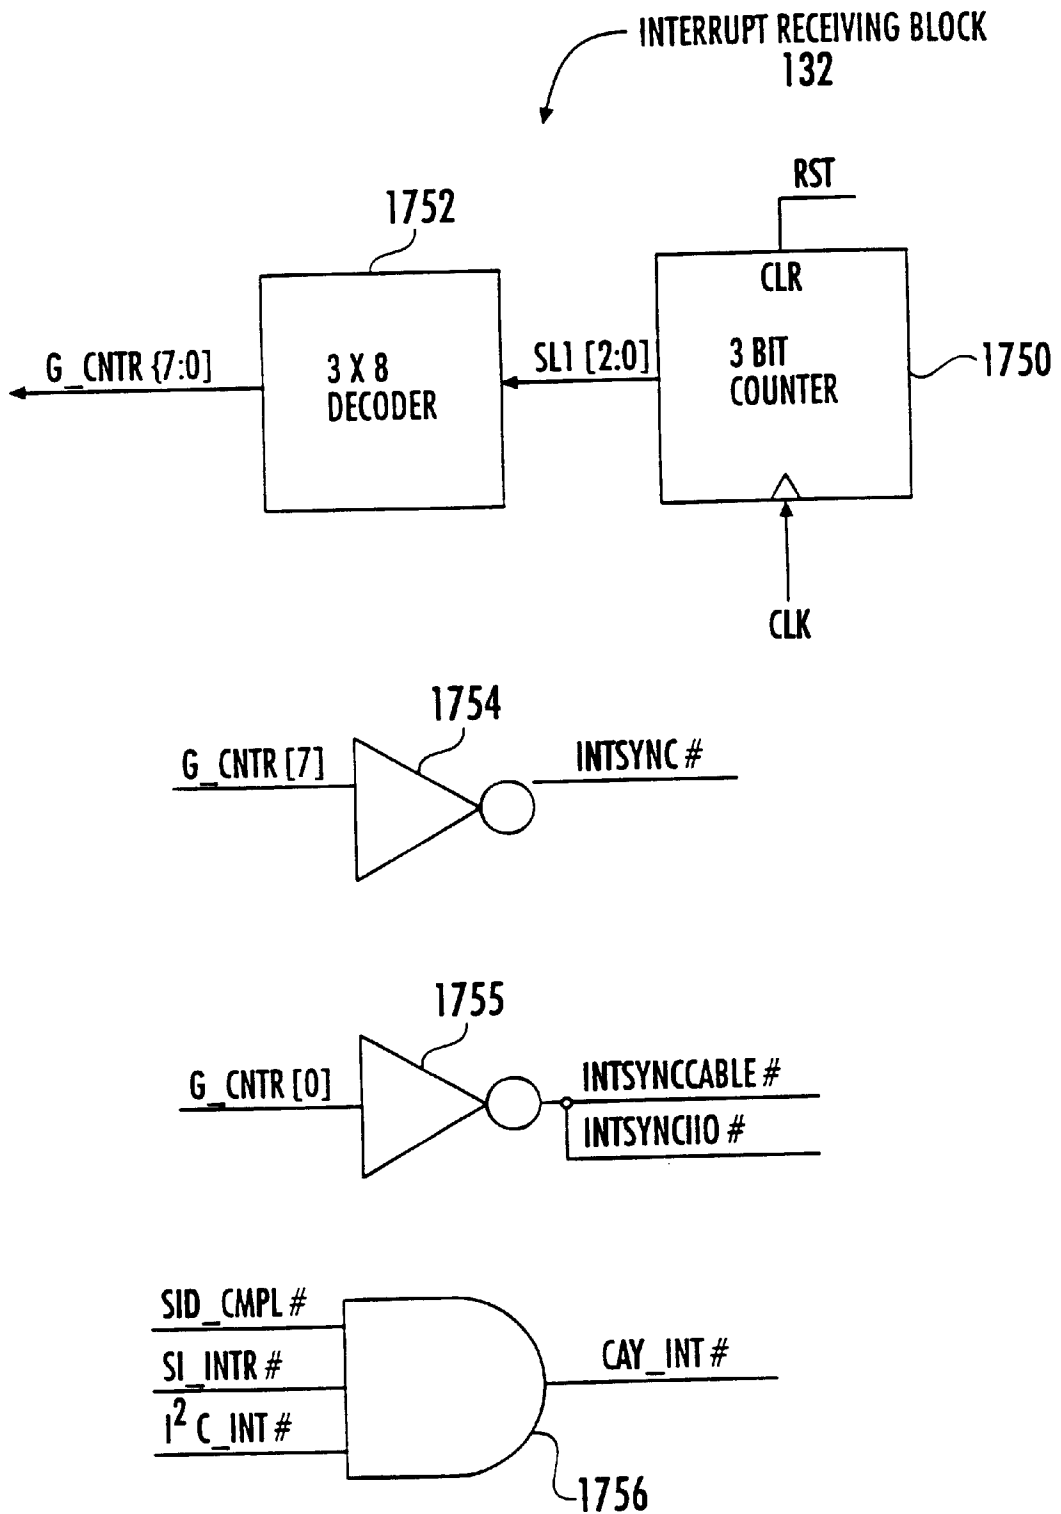 INTERRUPT RECEIVING BLOCK
132
RST
1752
CLR
G_CNTR {7:0]
3 X 8
DECODER
SL1 [2:0]
3 BIT
COUNTER
1750
CLK
1754
G_CNTR [7]
INTSYNC #
1755
G_CNTR [0]
INTSYNCCABLE #
INTSYNCIIO #
SID_CMPL #
SI_INTR #
I² C_INT #
CAY_INT #
1756